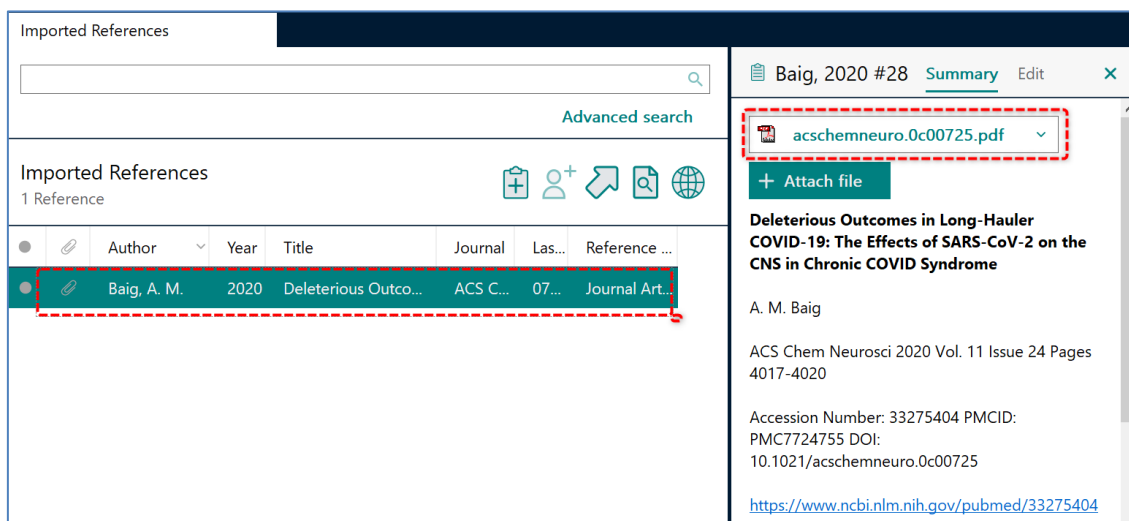 Imported References
Advanced search
Imported References
1 Reference
Author Year Title Journal Las... Reference ...
Baig, A. M. 2020 Deleterious Outco... ACS C... 07... Journal Art...
Baig, 2020 #28 Summary Edit
acschemneuro.0c00725.pdf
+ Attach file
Deleterious Outcomes in Long-Hauler
COVID-19: The Effects of SARS-CoV-2 on the
CNS in Chronic COVID Syndrome
A. M. Baig
ACS Chem Neurosci 2020 Vol. 11 Issue 24 Pages
4017-4020
Accession Number: 33275404 PMCID:
PMC7724755 DOI:
10.1021/acschemneuro.0c00725
https://www.ncbi.nlm.nih.gov/pubmed/33275404